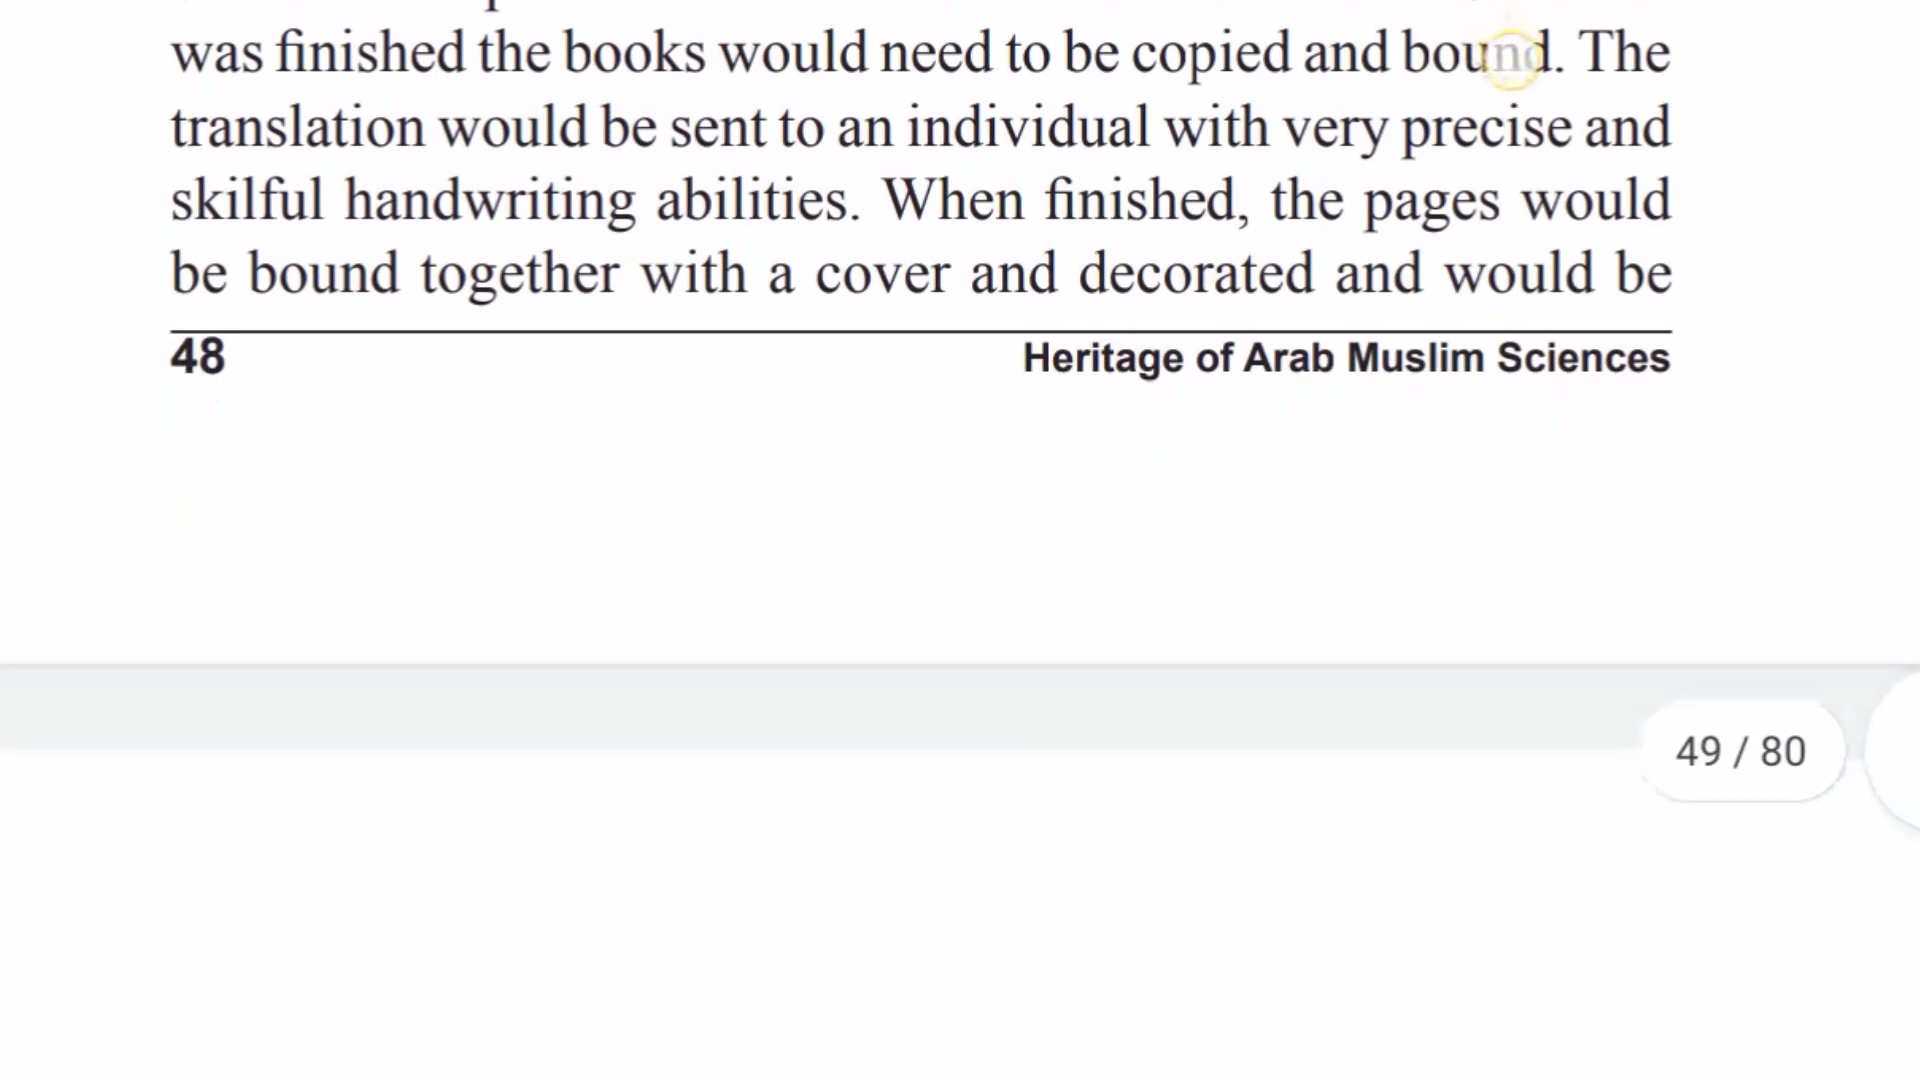 was finished the books would need to be copied and bound. The
translation would be sent to an individual with very precise and
skilful handwriting abilities. When finished, the pages would
be bound together with a cover and decorated and would be
48 Heritage of Arab Muslim Sciences
49 / 80